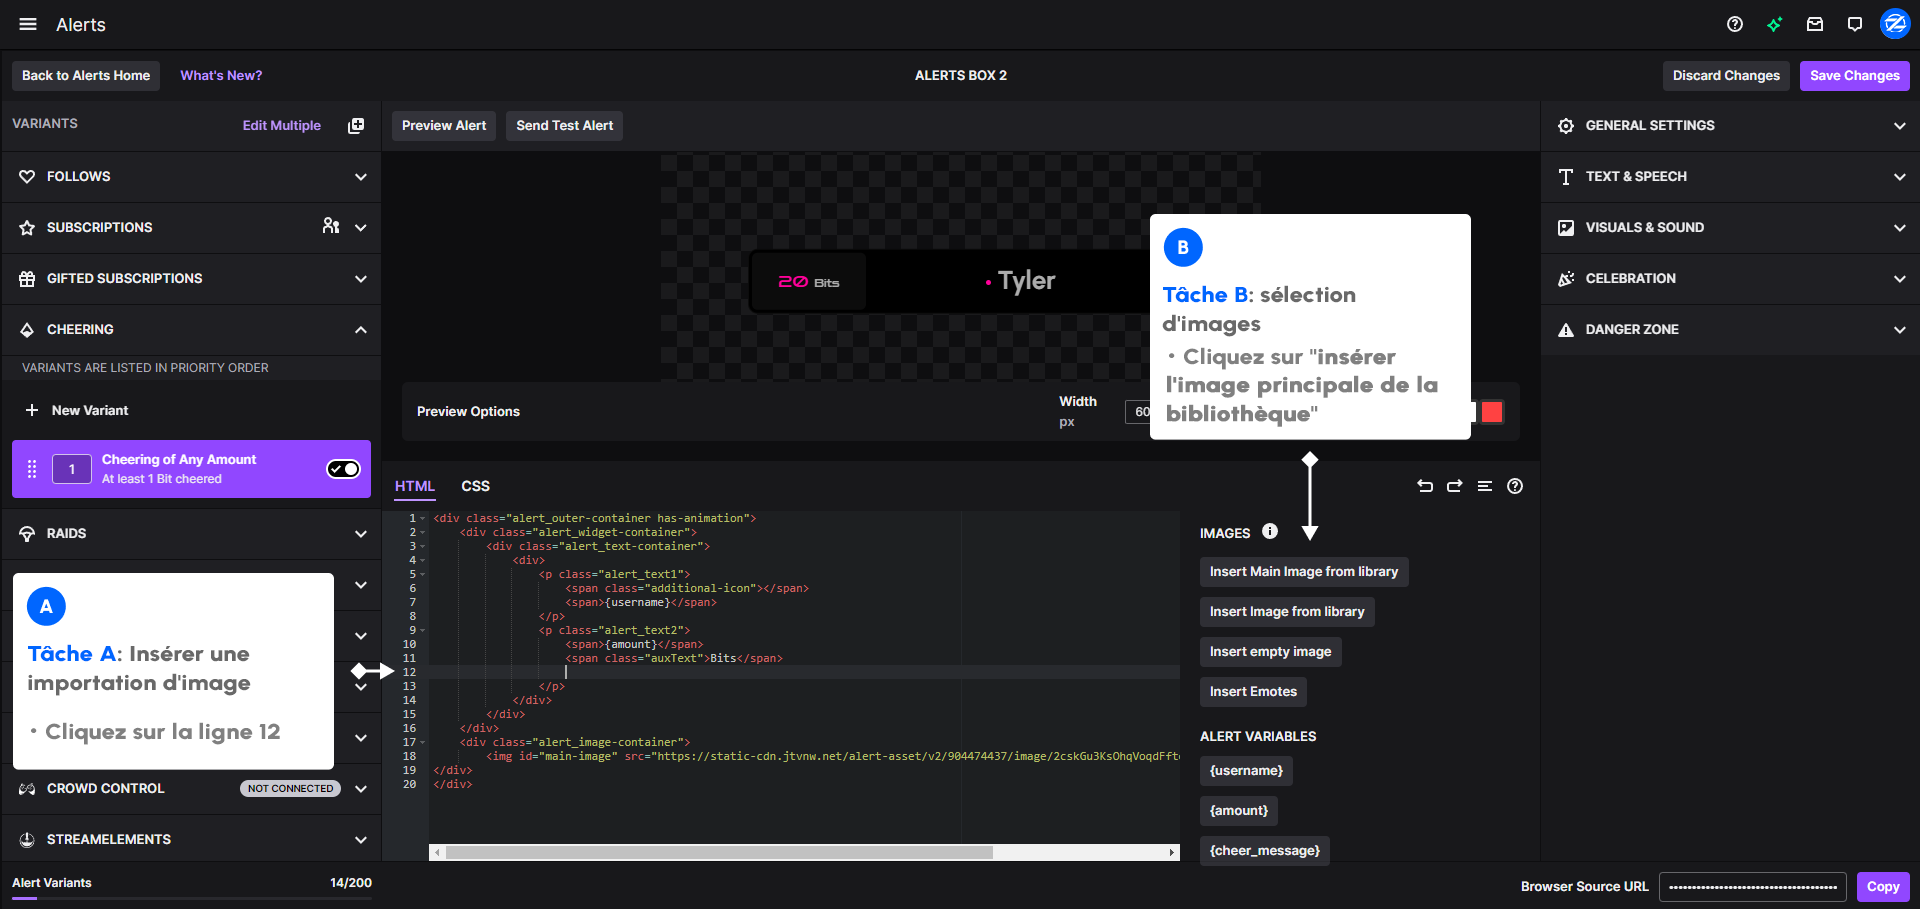 Alerts
Back to Alerts Home
What's New?
ALERTS BOX 2
Discard Changes
Save Changes
VARIANTS
Edit Multiple
Preview Alert
Send Test Alert
GENERAL SETTINGS
FOLLOWS
TEXT & SPEECH
SUBSCRIPTIONS
VISUALS & SOUND
GIFTED SUBSCRIPTIONS
CELEBRATION
CHEERING
DANGER ZONE
VARIANTS ARE LISTED IN PRIORITY ORDER
New Variant
1
Cheering of Any Amount
At least 1 Bit cheered
RAIDS
A
Tâche A: Insérer une
importation d'image
• Cliquez sur la ligne 12
CROWD CONTROL
NOT CONNECTED
STREAMELEMENTS
Alert Variants
14/200
20 Bits
• Tyler
B
Tâche B: sélection
d'images
• Cliquez sur "insérer
l'image principale de la
bibliothèque"
Preview Options
Width
px
60
HTML
CSS
1 <div class="alert_outer-container has-animation">
2 <div class="alert_widget-container">
3 <div class="alert_text-container">
4 <div>
5 <p class="alert_text1">
6 <span class="additional-icon"></span>
7 <span>{username}</span>
8 </p>
9 <p class="alert_text2">
10 <span>{amount}</span>
11 <span class="auxText">Bits</span>
12
13 </p>
14 </div>
15 </div>
16 </div>
17 <div class="alert_image-container">
18 <img id="main-image" src="https://static-cdn.jtvnw.net/alert-asset/v2/904474437/image/2cskGu3KsOhqVoqdFft
19 </div>
20 </div>
IMAGES
Insert Main Image from library
Insert Image from library
Insert empty image
Insert Emotes
ALERT VARIABLES
{username}
{amount}
{cheer_message}
Browser Source URL
Copy